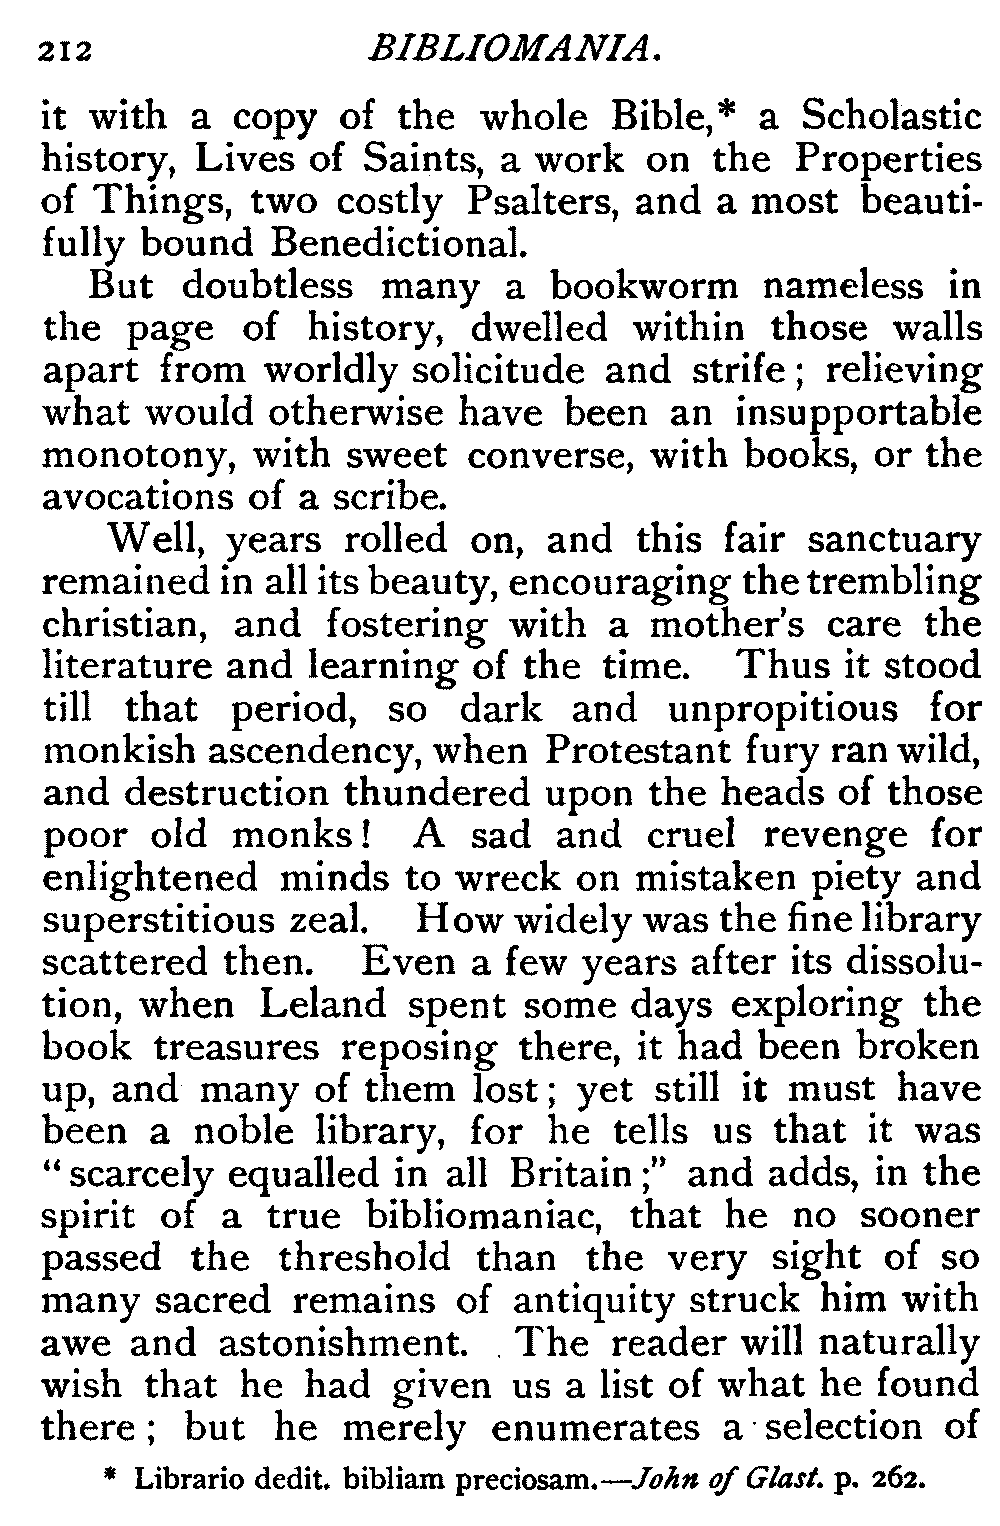 212 BIBLIOMANIA.
it with a copy of the whole Bible,* a Scholastic
history, Lives of Saints, a work on the Properties
of Things, two costly Psalters, and a most beauti-
fully bound Benedictional.
But doubtless many a bookworm nameless in
the page of history, dwelled within those walls
apart from worldly solicitude and strife ; relieving
what would otherwise have been an insupportable
monotony, with sweet converse, with books, or the
avocations of a scribe.
Well, years rolled on, and this fair sanctuary
remained in all its beauty, encouraging the trembling
christian, and fostering with a mother's care the
literature and learning of the time. Thus it stood
till that period, so dark and unpropitious for
monkish ascendency, when Protestant fury ran wild,
and destruction thundered upon the heads of those
poor old monks! A sad and cruel revenge for
enlightened minds to wreck on mistaken piety and
superstitious zeal. How widely was the fine library
scattered then. Even a few years after its dissolu-
tion, when Leland spent some days exploring the
book treasures reposing there, it had been broken
up, and many of them lost ; yet still it must have
been a noble library, for he tells us that it was
"scarcely equalled in all Britain ;" and adds, in the
spirit of a true bibliomaniac, that he no sooner
passed the threshold than the very sight of so
many sacred remains of antiquity struck him with
awe and astonishment. The reader will naturally
wish that he had given us a list of what he found
there ; but he merely enumerates a selection of
* Librario dedit. bibliam preciosam.—John of Glast. p. 262.